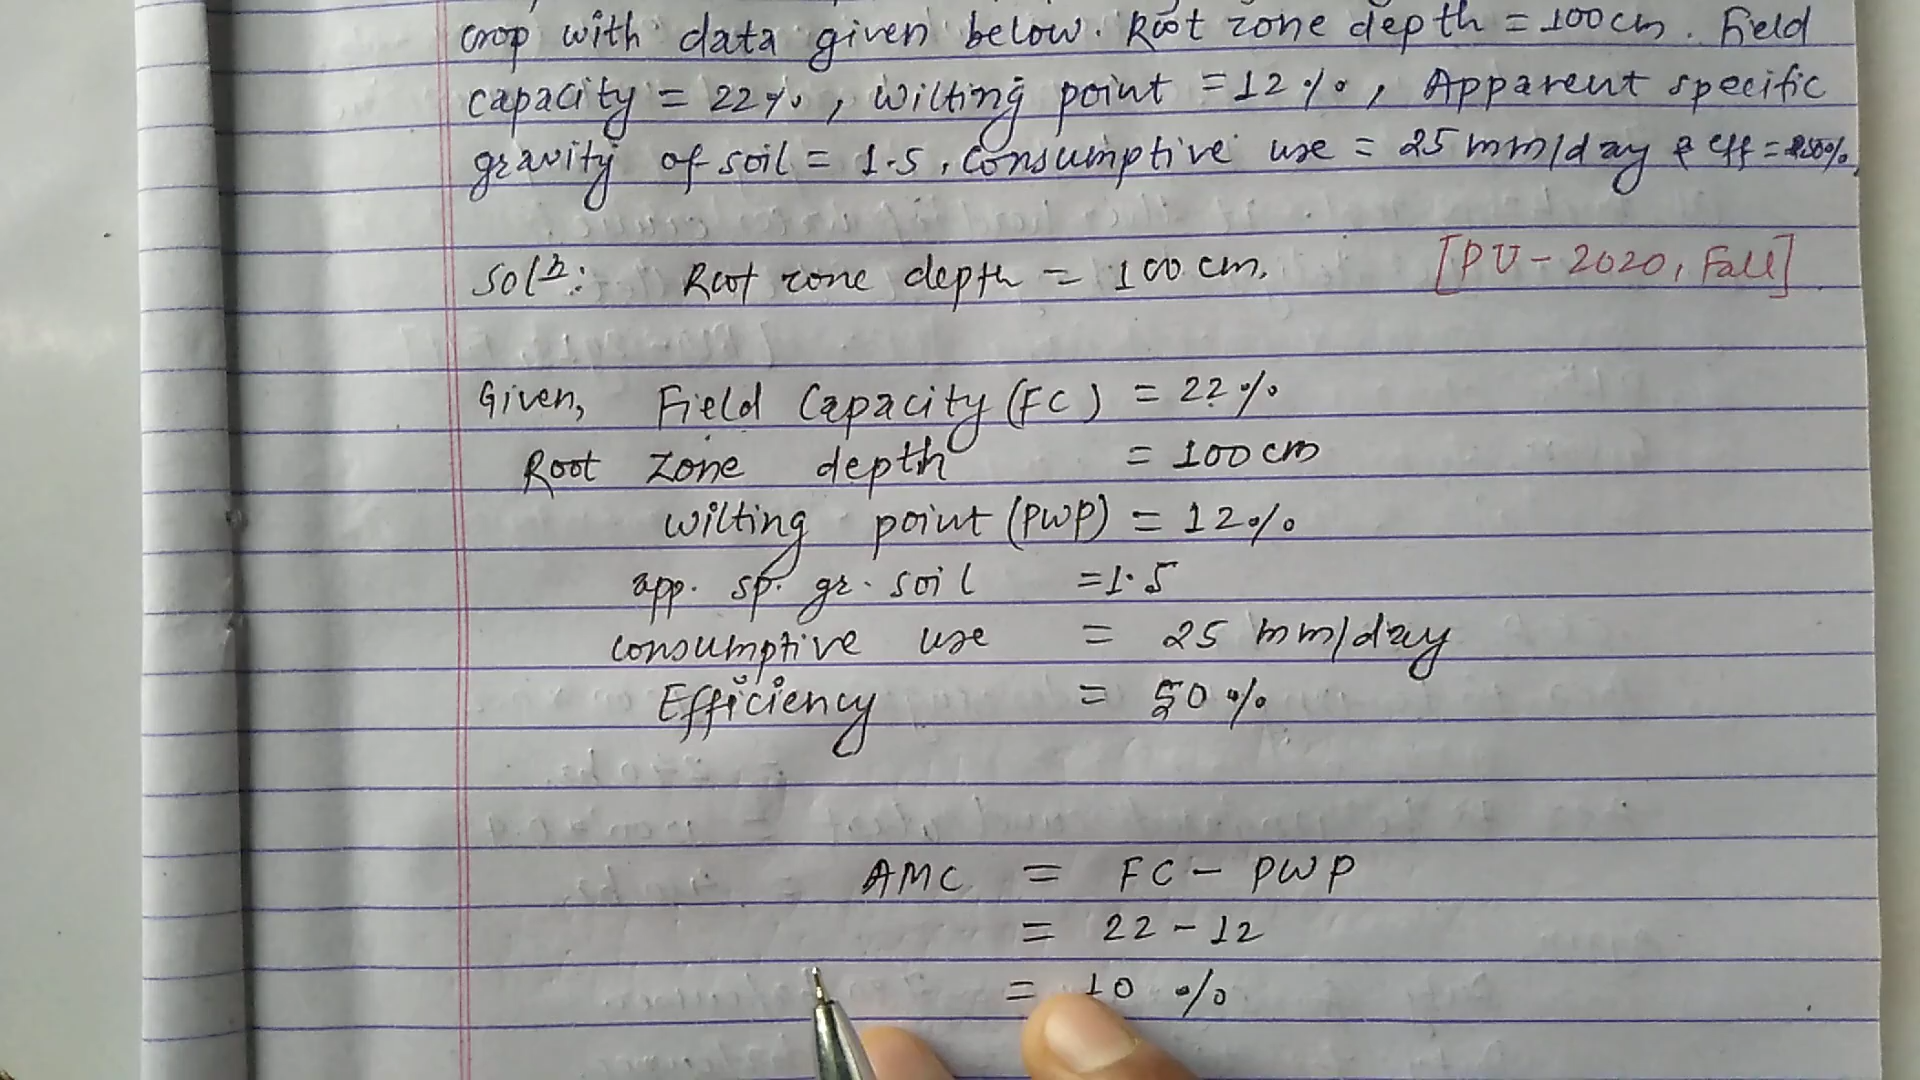 crop with data given below. Root zone depth = 100 cm. Field
capacity = 22%, wilting point = 12%, Apparent specific
gravity of soil = 1.5, consumptive use = 25 mm/day & eff = 50%
Solⁿ: Root zone depth = 100 cm. [PU - 2020, Fall]
Given, Field Capacity (FC) = 22%
Root zone depth = 100 cm
wilting point (PWP) = 12%
app. sp. gr. soil = 1.5
consumptive use = 25 mm/day
Efficiency = 50%
AMC = FC - PWP
= 22 - 12
= 10 %